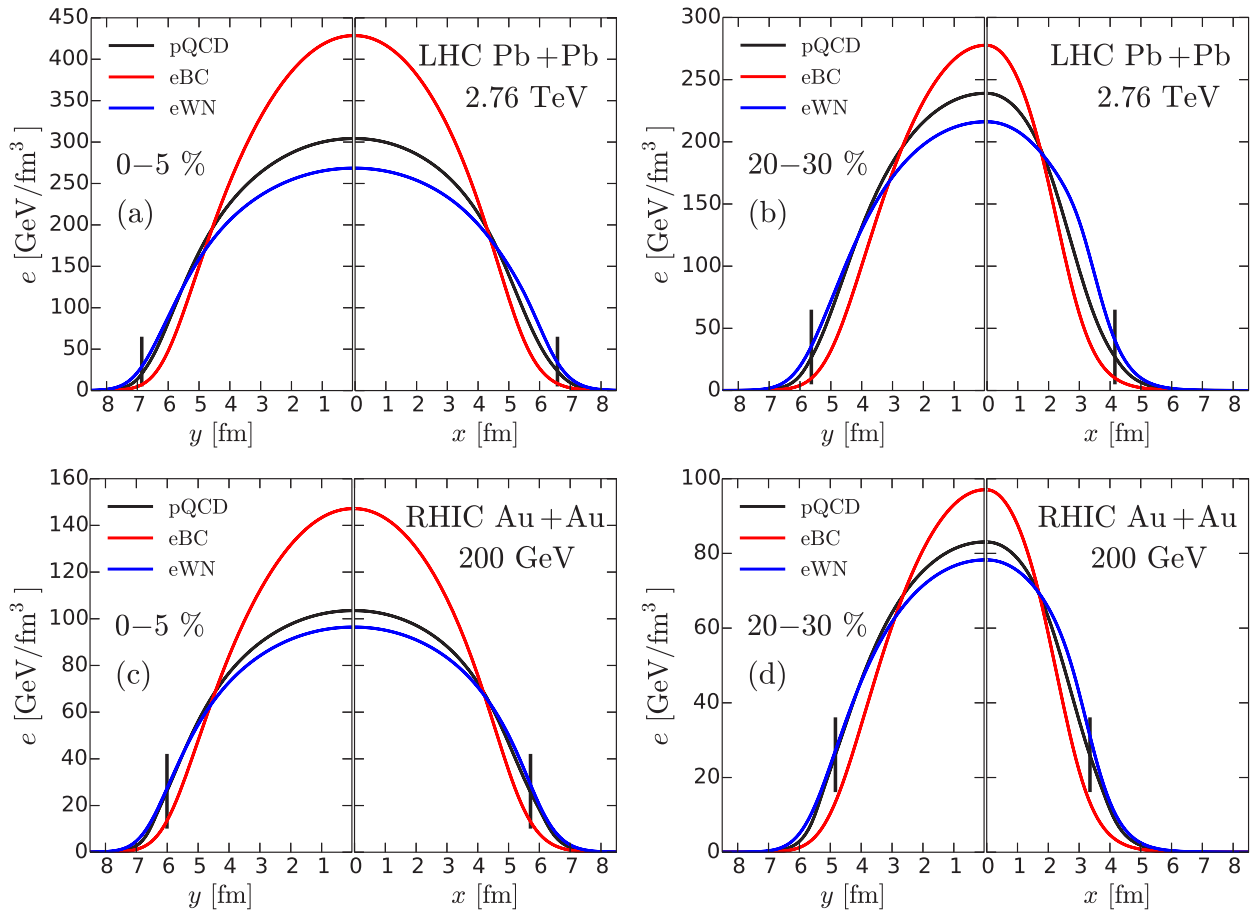 450
400
350
300
250
200
150
100
50
0
e [GeV/fm³]
pQCD
eBC
eWN
LHC Pb+Pb
2.76 TeV
0−5 %
(a)
8 7 6 5 4 3 2 1 0 1 2 3 4 5 6 7 8
y [fm] x [fm]
300
250
200
150
100
50
0
e [GeV/fm³]
pQCD
eBC
eWN
LHC Pb+Pb
2.76 TeV
20−30 %
(b)
8 7 6 5 4 3 2 1 0 1 2 3 4 5 6 7 8
y [fm] x [fm]
160
140
120
100
80
60
40
20
0
e [GeV/fm³]
pQCD
eBC
eWN
RHIC Au+Au
200 GeV
0−5 %
(c)
8 7 6 5 4 3 2 1 0 1 2 3 4 5 6 7 8
y [fm] x [fm]
100
80
60
40
20
0
e [GeV/fm³]
pQCD
eBC
eWN
RHIC Au+Au
200 GeV
20−30 %
(d)
8 7 6 5 4 3 2 1 0 1 2 3 4 5 6 7 8
y [fm] x [fm]